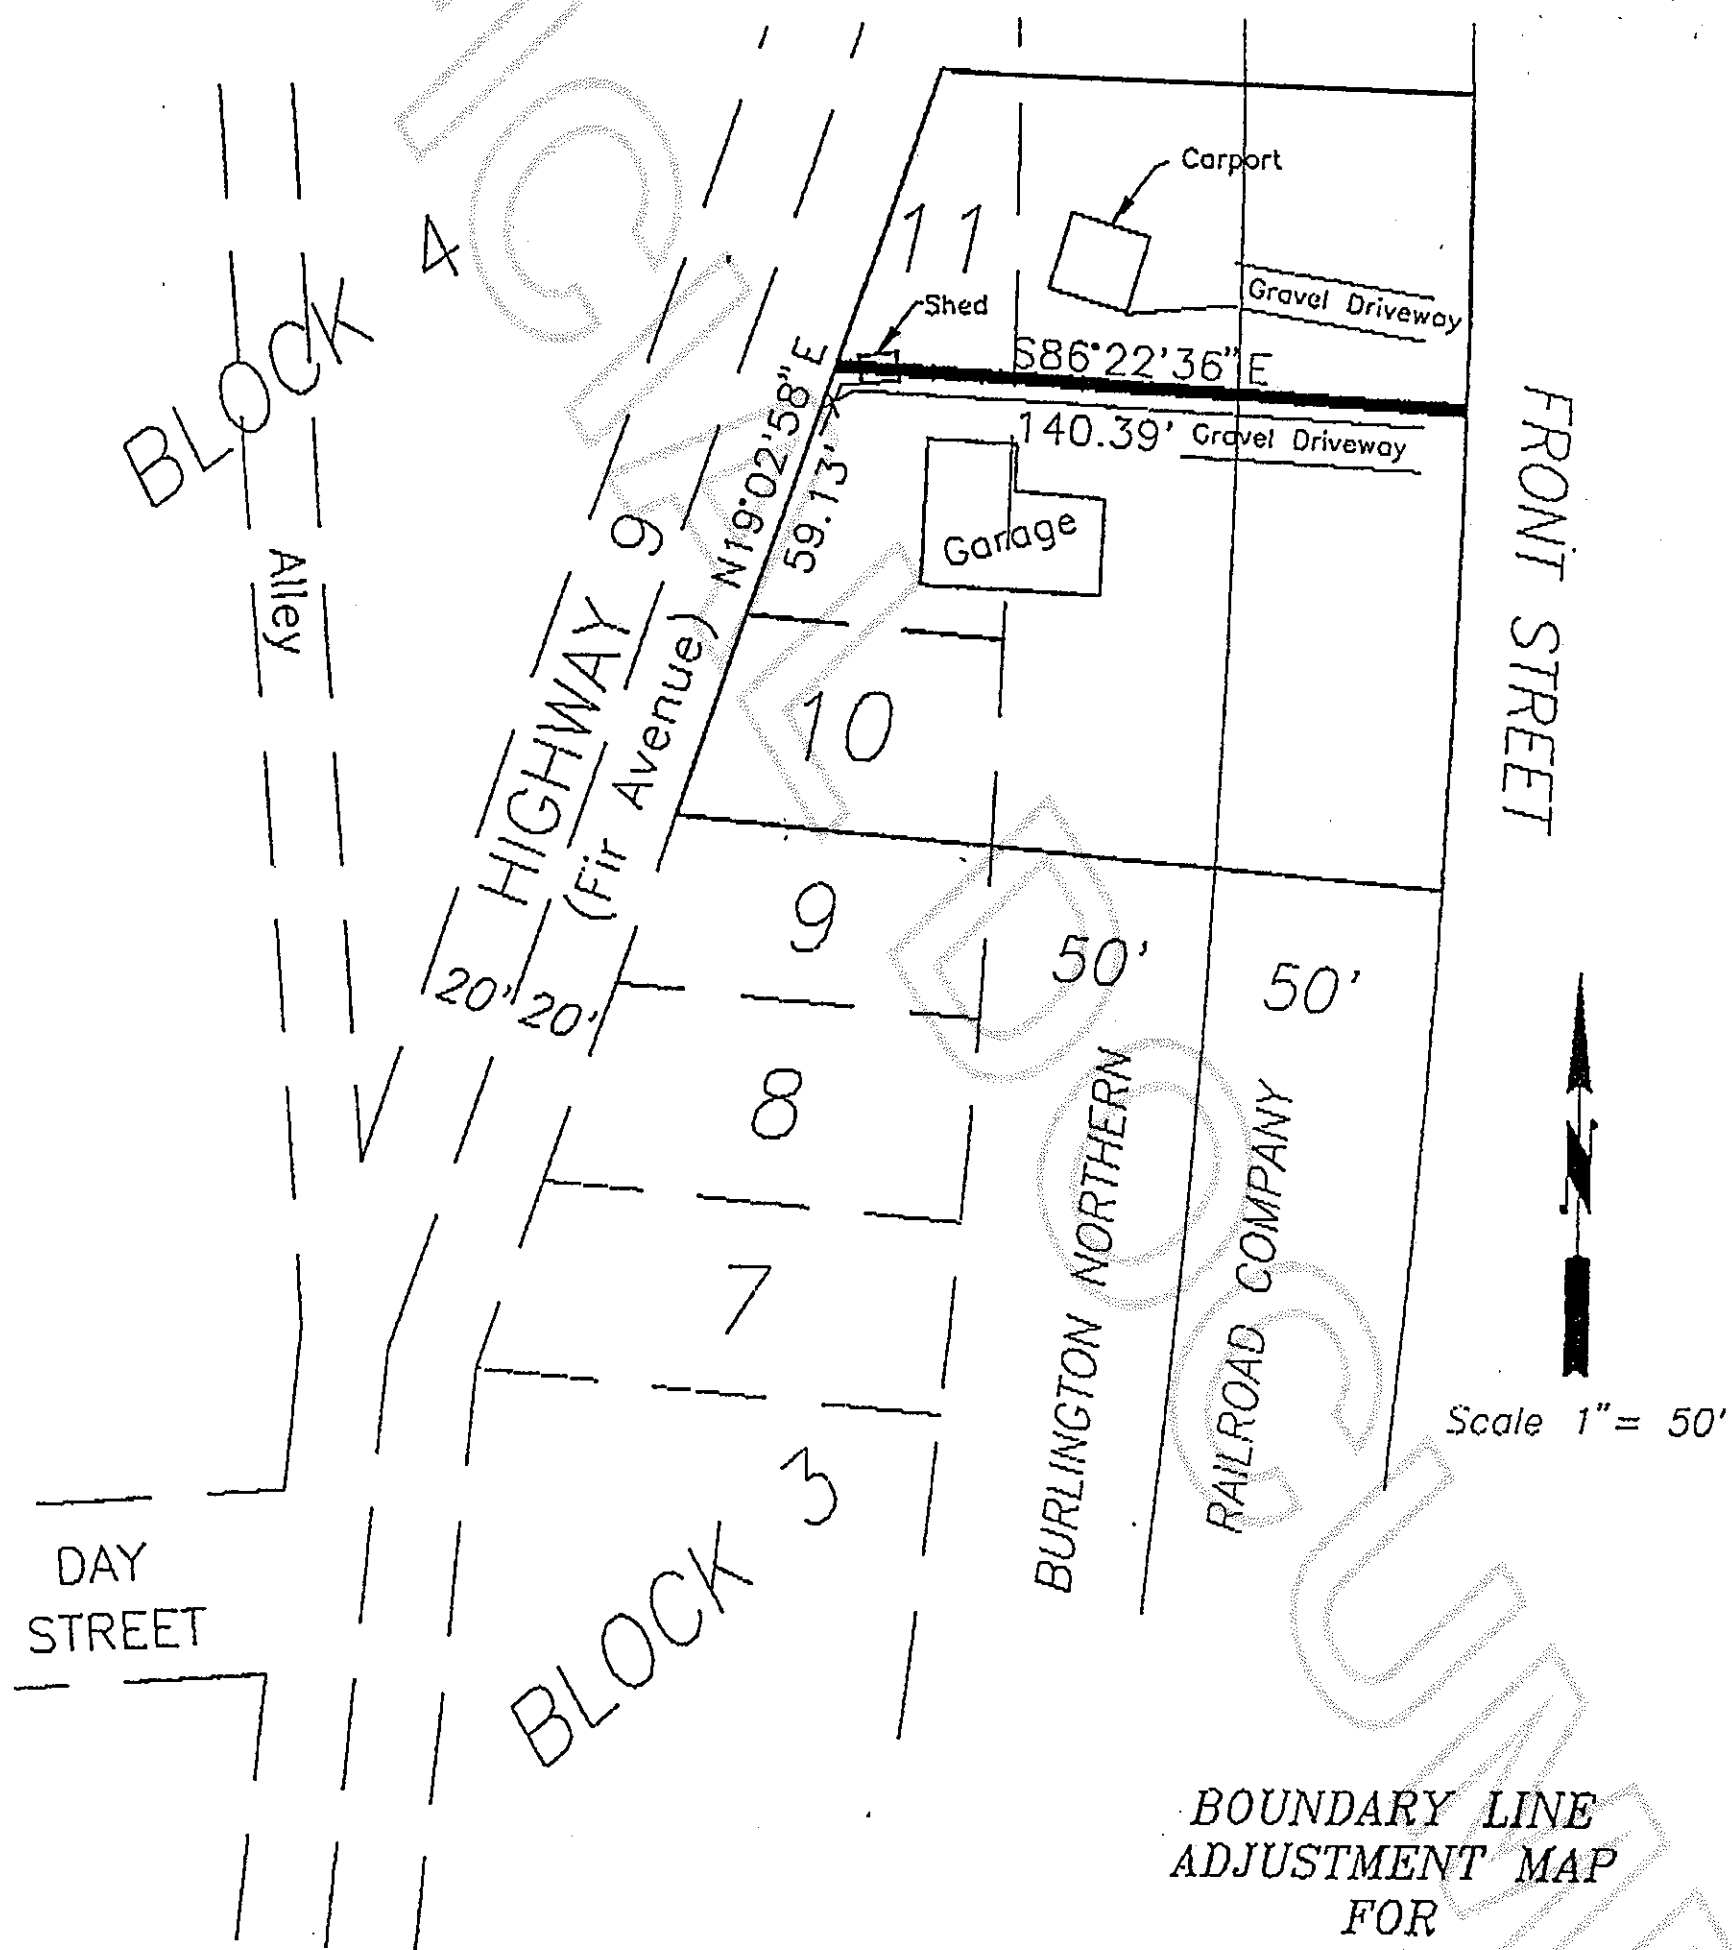 Carport
4
11
Gravel Driveway
Shed
S86°22'36"E
BLOCK
140.39' Gravel Driveway
N19°02'58"E
59.13'
FRONT STREET
Garage
Alley
HIGHWAY 9
(Fir Avenue)
10
9
50' 50'
20' 20'
8
BURLINGTON NORTHERN
RAILROAD COMPANY
N
7
Scale 1"= 50'
BLOCK 3
DAY
STREET
BOUNDARY LINE
ADJUSTMENT MAP
FOR